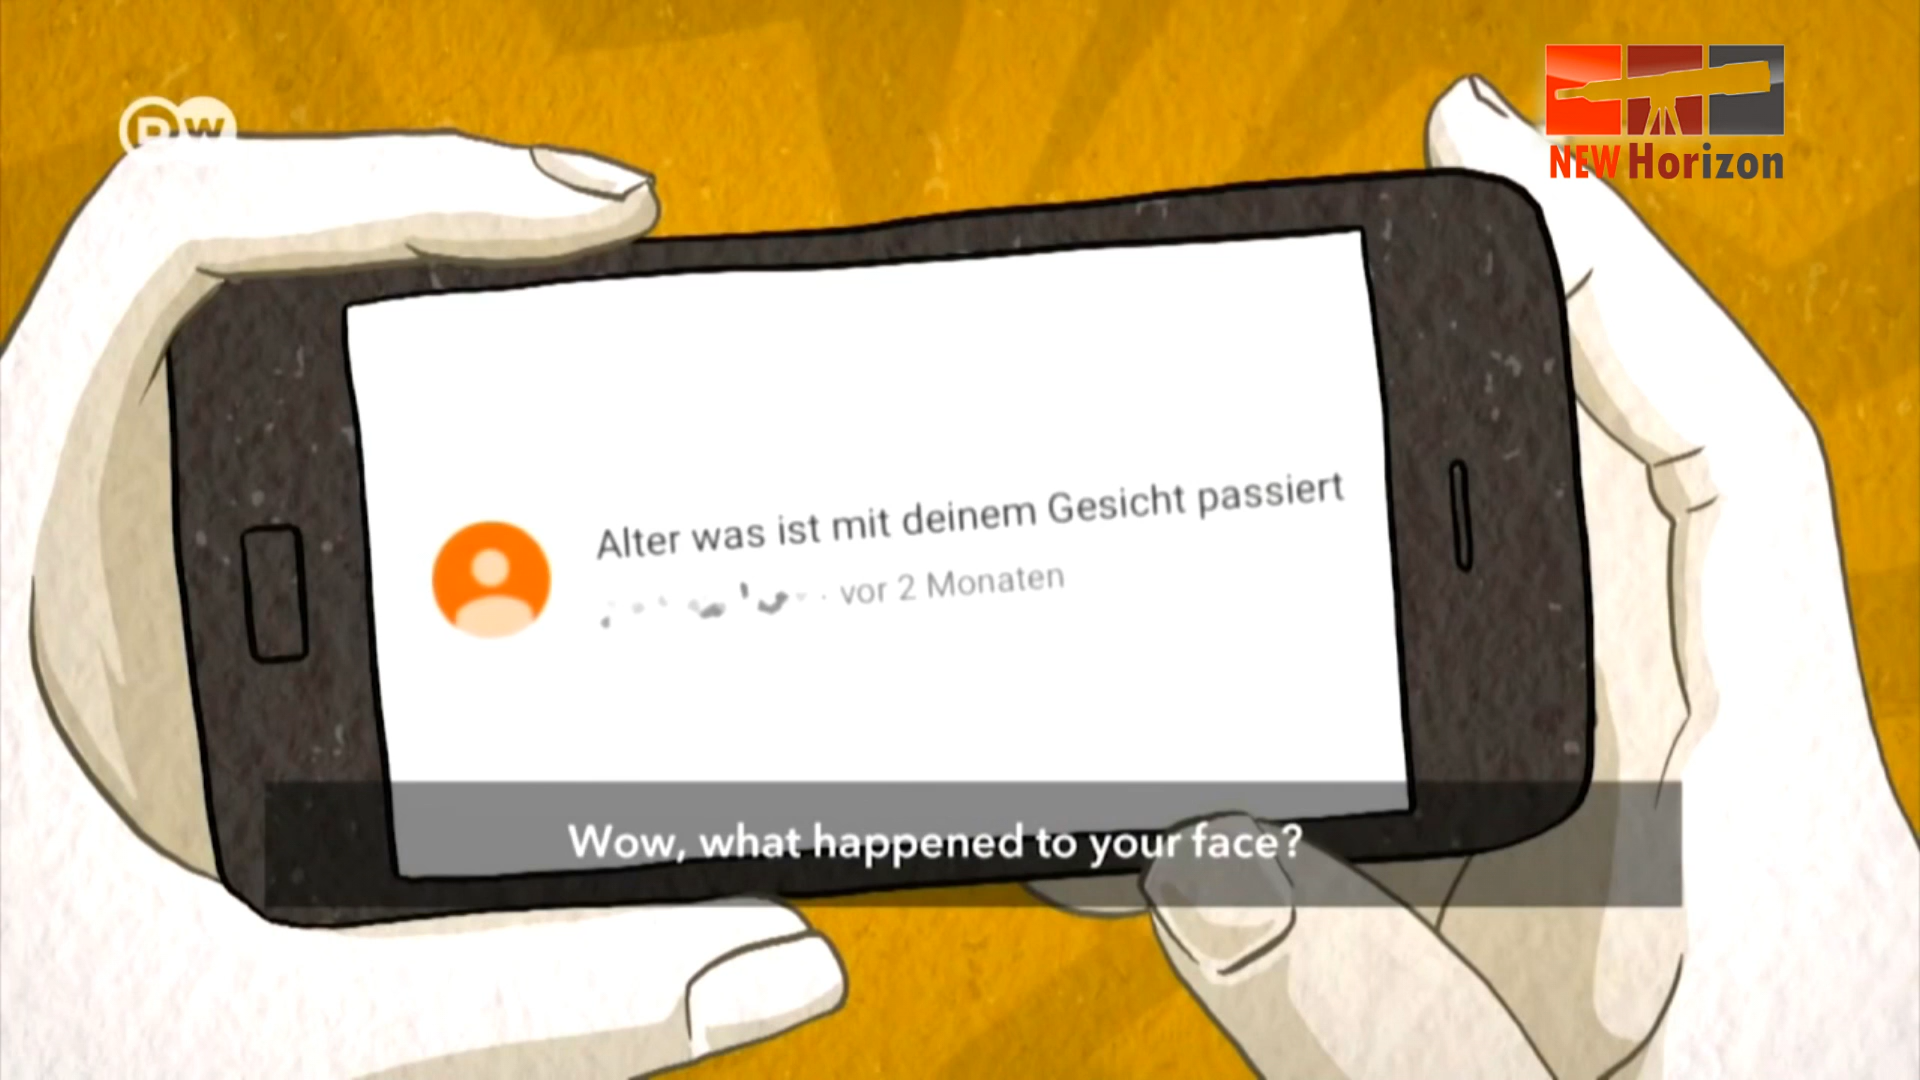 DW
NEW Horizon
Alter was ist mit deinem Gesicht passiert
· vor 2 Monaten
Wow, what happened to your face?